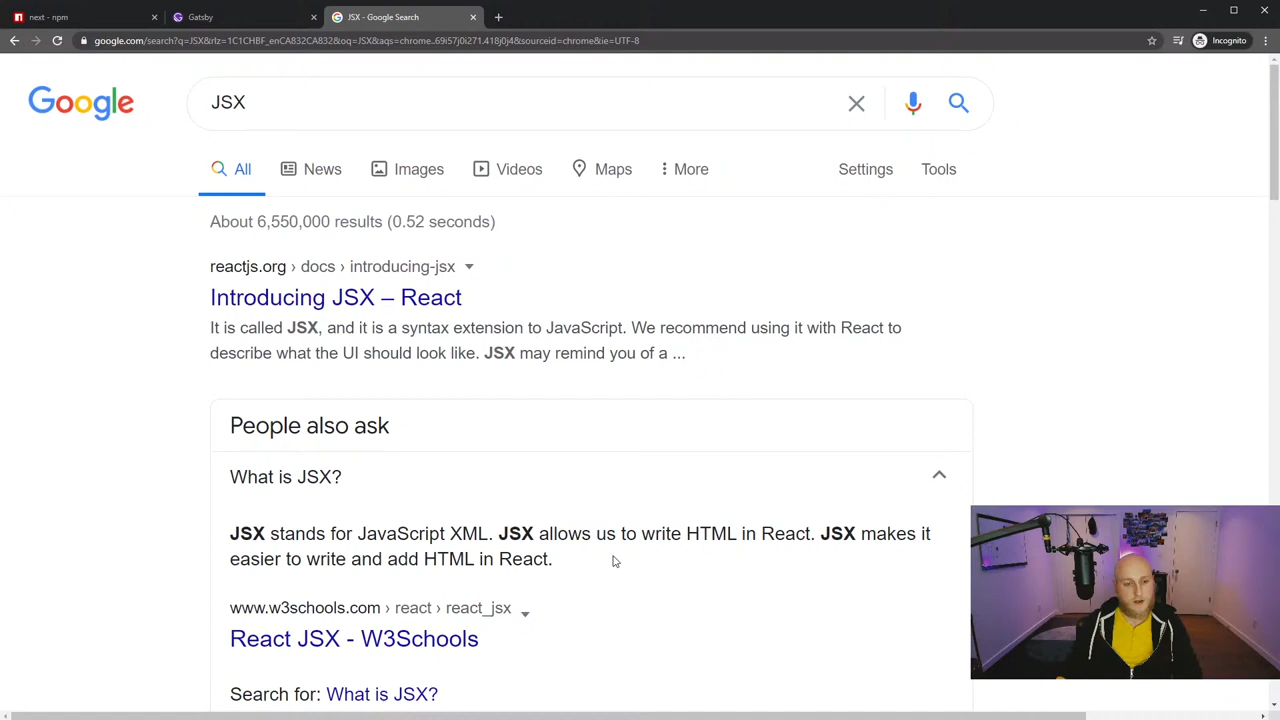 next - npm
Gatsby
JSX - Google Search
google.com/search?q=JSX&rlz=1C1CHBF_enCA832CA832&oq=JSX&aqs=chrome..69i57j0i271.418j0j4&sourceid=chrome&ie=UTF-8
Incognito
Google
JSX
All
News
Images
Videos
Maps
More
Settings
Tools
About 6,550,000 results (0.52 seconds)
reactjs.org › docs › introducing-jsx
Introducing JSX – React
It is called JSX, and it is a syntax extension to JavaScript. We recommend using it with React to
describe what the UI should look like. JSX may remind you of a ...
People also ask
What is JSX?
JSX stands for JavaScript XML. JSX allows us to write HTML in React. JSX makes it
easier to write and add HTML in React.
www.w3schools.com › react › react_jsx
React JSX - W3Schools
Search for: What is JSX?